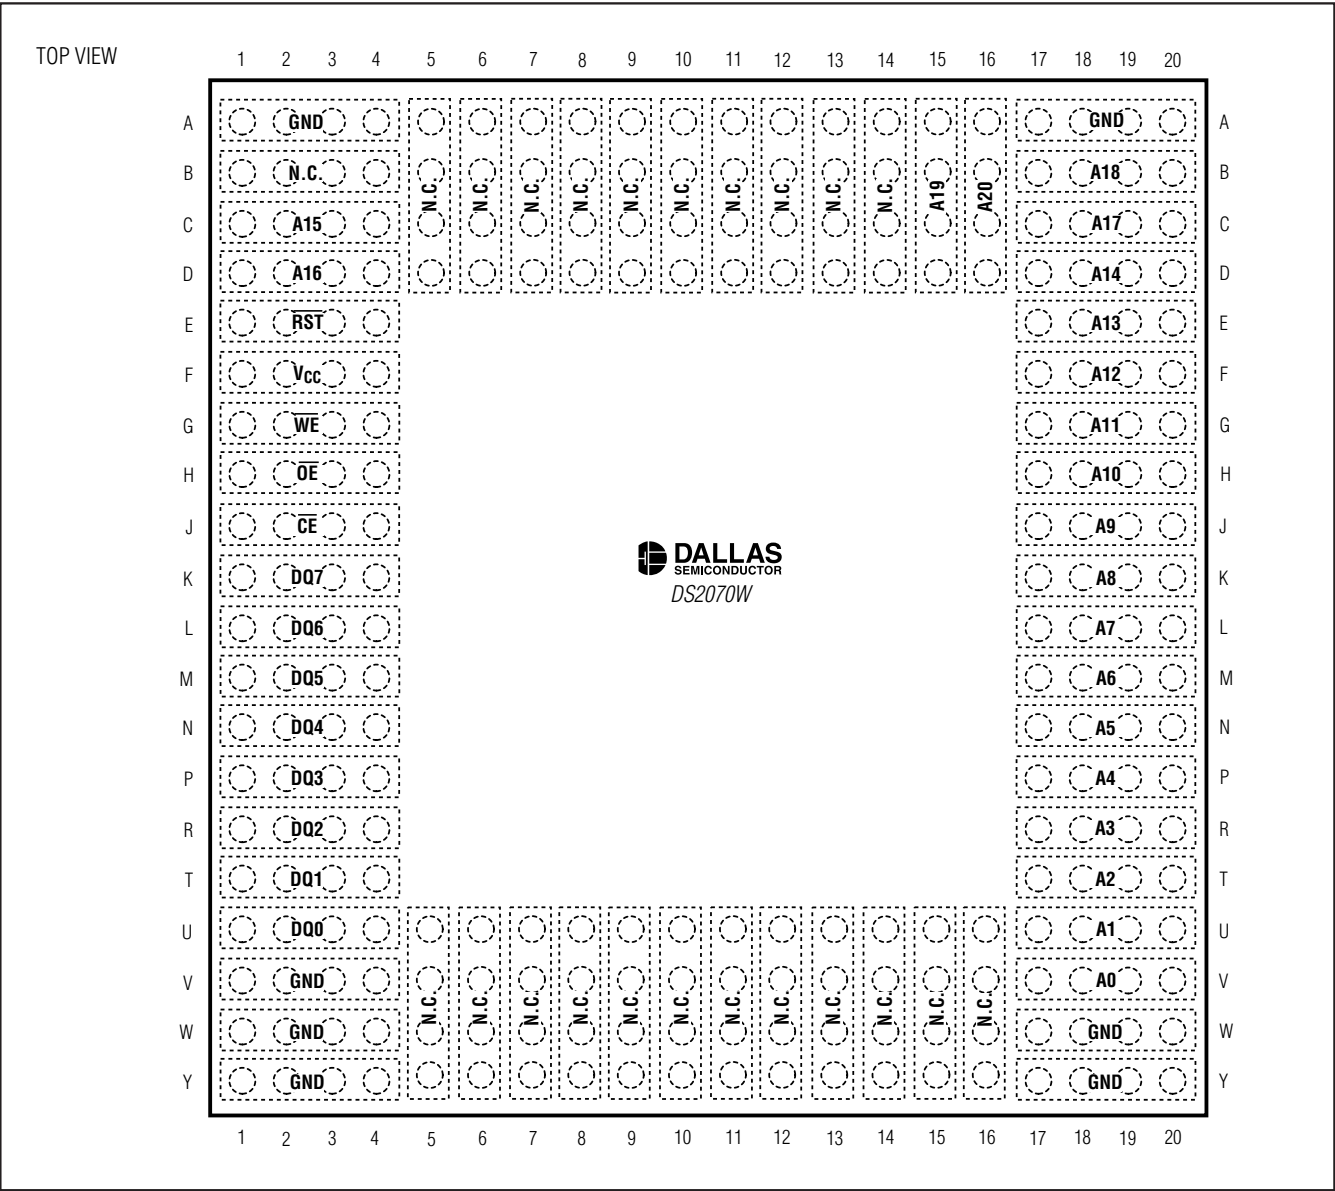 TOP VIEW
1 2 3 4 5 6 7 8 9 10 11 12 13 14 15 16 17 18 19 20
A GND GND A
B N.C. A18 B
N.C. N.C. N.C. N.C. N.C. N.C. N.C. N.C. N.C. N.C. A19 A20
C A15 A17 C
D A16 A14 D
E RST A13 E
F VCC A12 F
G WE A11 G
H OE A10 H
J CE A9 J
DALLAS
SEMICONDUCTOR
K DQ7 A8 K
DS2070W
L DQ6 A7 L
M DQ5 A6 M
N DQ4 A5 N
P DQ3 A4 P
R DQ2 A3 R
T DQ1 A2 T
U DQ0 A1 U
V GND A0 V
N.C. N.C. N.C. N.C. N.C. N.C. N.C. N.C. N.C. N.C. N.C. N.C.
W GND GND W
Y GND GND Y
1 2 3 4 5 6 7 8 9 10 11 12 13 14 15 16 17 18 19 20